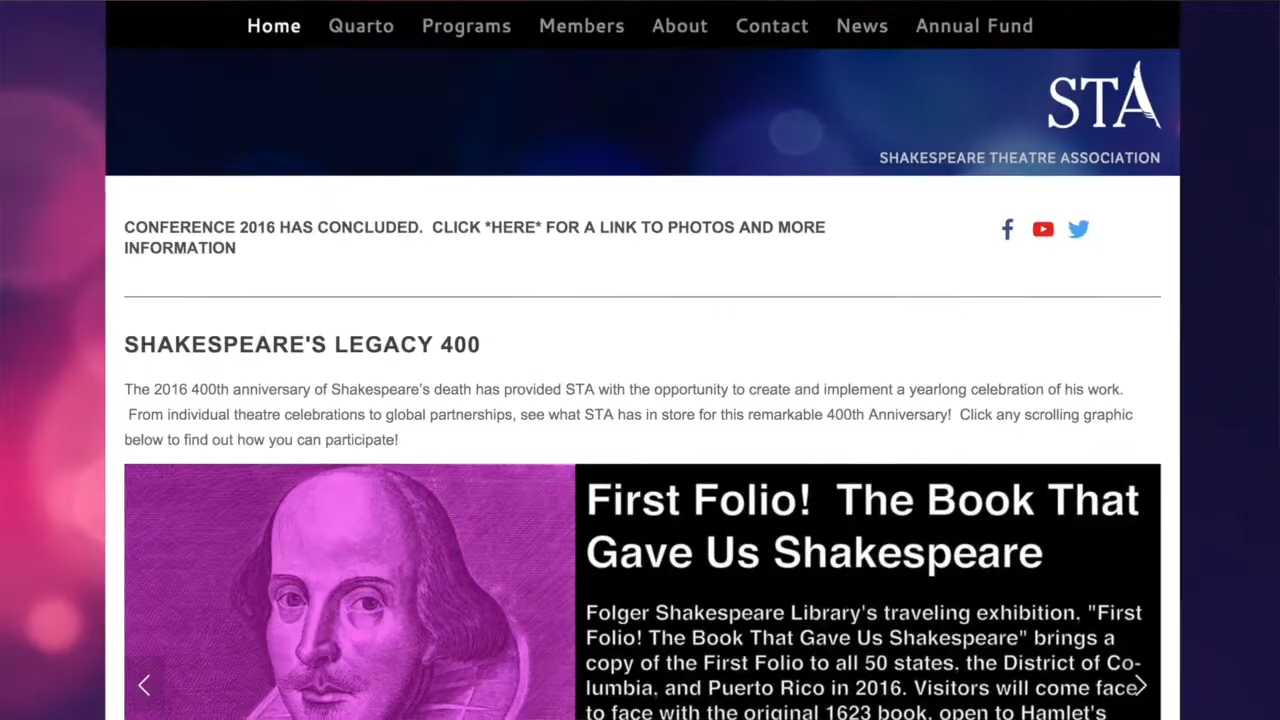 Home Quarto Programs Members About Contact News Annual Fund
STA
SHAKESPEARE THEATRE ASSOCIATION
CONFERENCE 2016 HAS CONCLUDED.  CLICK *HERE* FOR A LINK TO PHOTOS AND MORE
INFORMATION
SHAKESPEARE'S LEGACY 400
The 2016 400th anniversary of Shakespeare's death has provided STA with the opportunity to create and implement a yearlong celebration of his work.
From individual theatre celebrations to global partnerships, see what STA has in store for this remarkable 400th Anniversary!  Click any scrolling graphic
below to find out how you can participate!
First Folio!  The Book That
Gave Us Shakespeare
Folger Shakespeare Library's traveling exhibition, "First
Folio! The Book That Gave Us Shakespeare" brings a
copy of the First Folio to all 50 states, the District of Co-
lumbia, and Puerto Rico in 2016. Visitors will come face
to face with the original 1623 book, open to Hamlet's